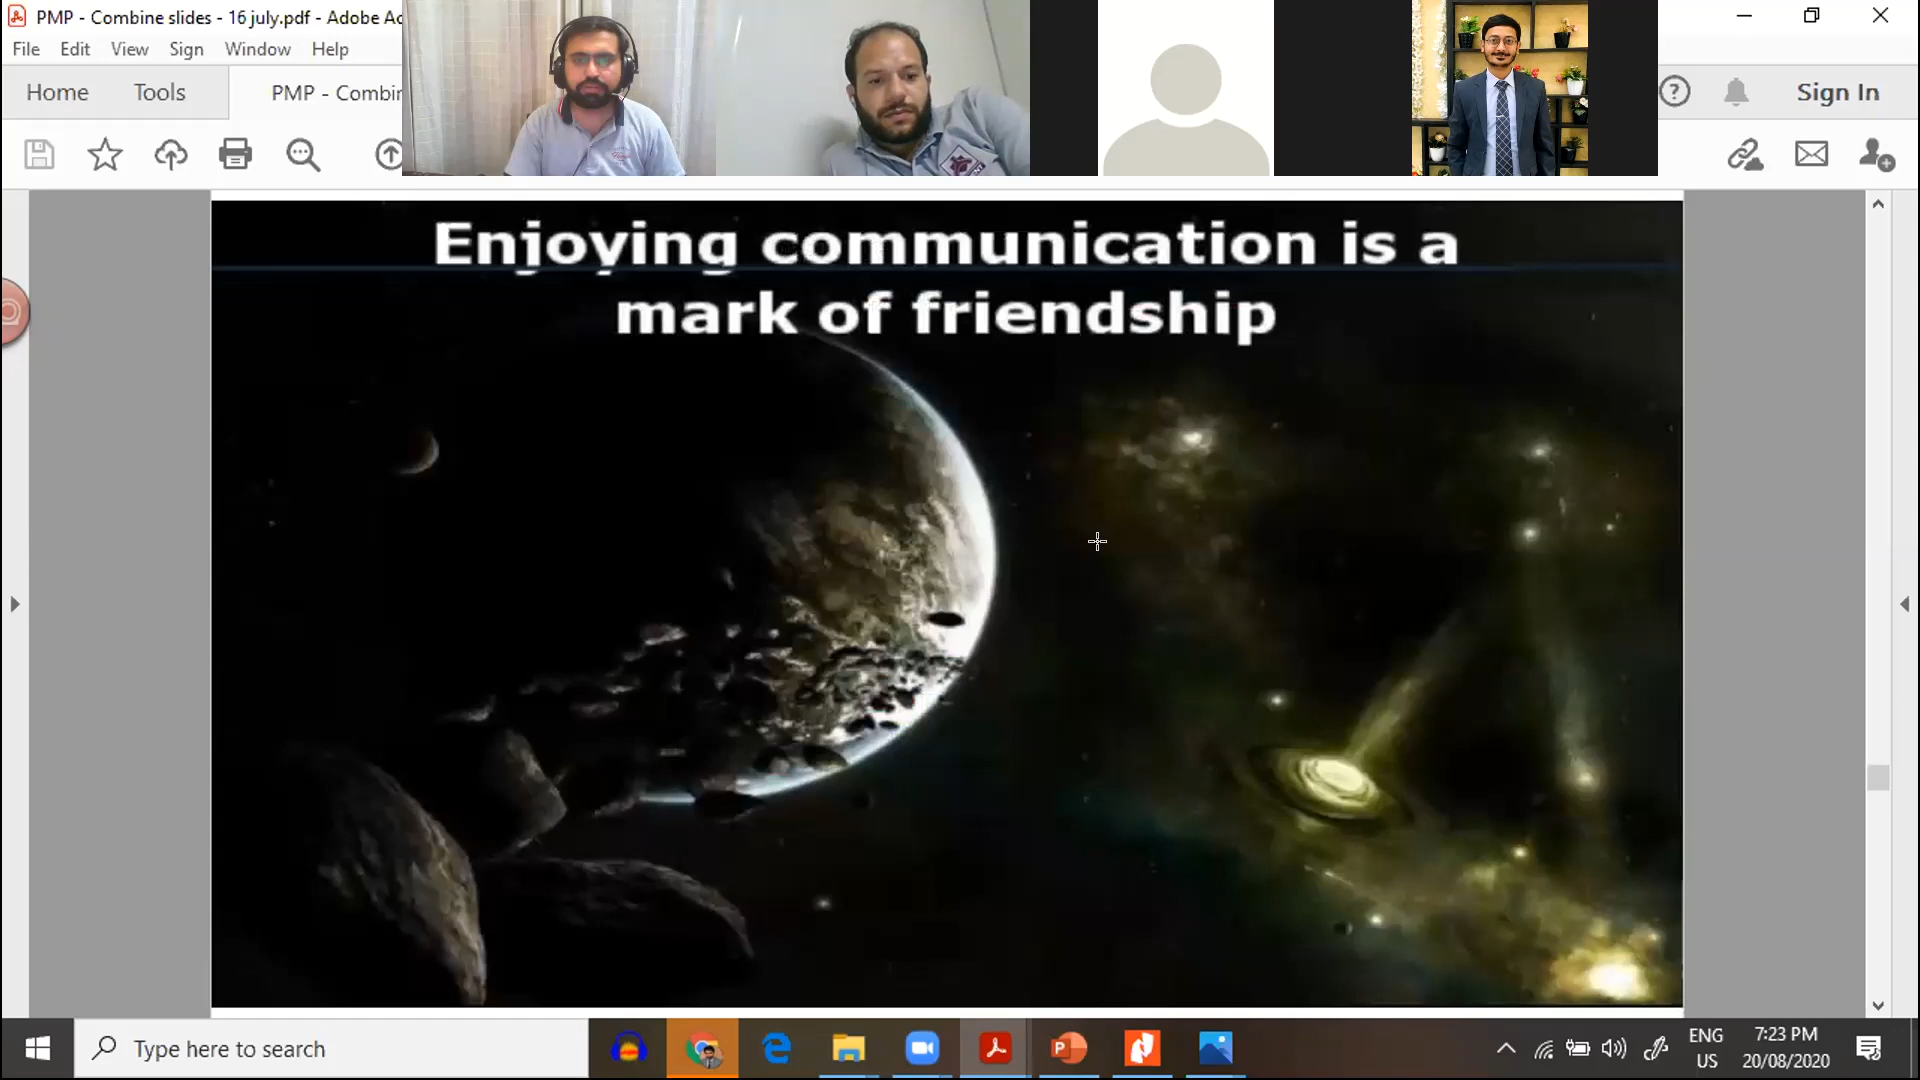 PMP - Combine slides - 16 july.pdf - Adobe Ac
File Edit View Sign Window Help
Home Tools PMP - Combin
Sign In
Enjoying communication is a
mark of friendship
Type here to search
ENG
US
7:23 PM
20/08/2020